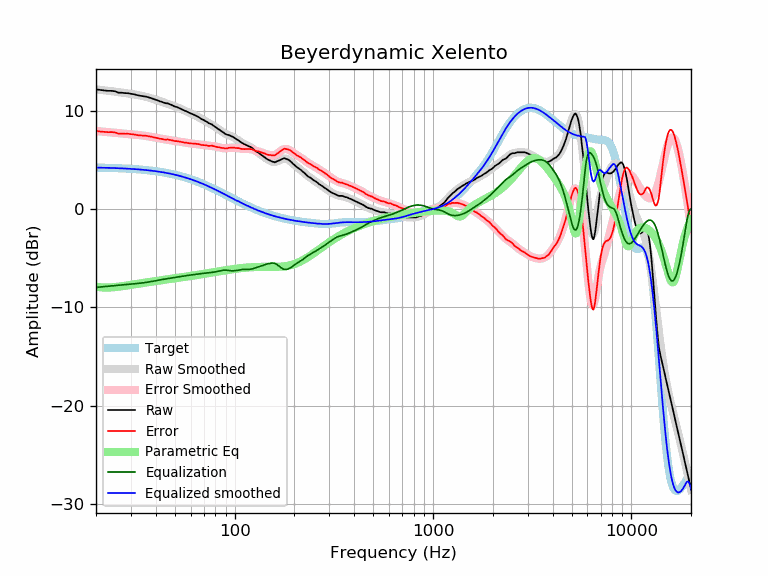 Beyerdynamic Xelento
Amplitude (dBr)
10
0
−10
−20
−30
Target
Raw Smoothed
Error Smoothed
Raw
Error
Parametric Eq
Equalization
Equalized smoothed
100
1000
10000
Frequency (Hz)